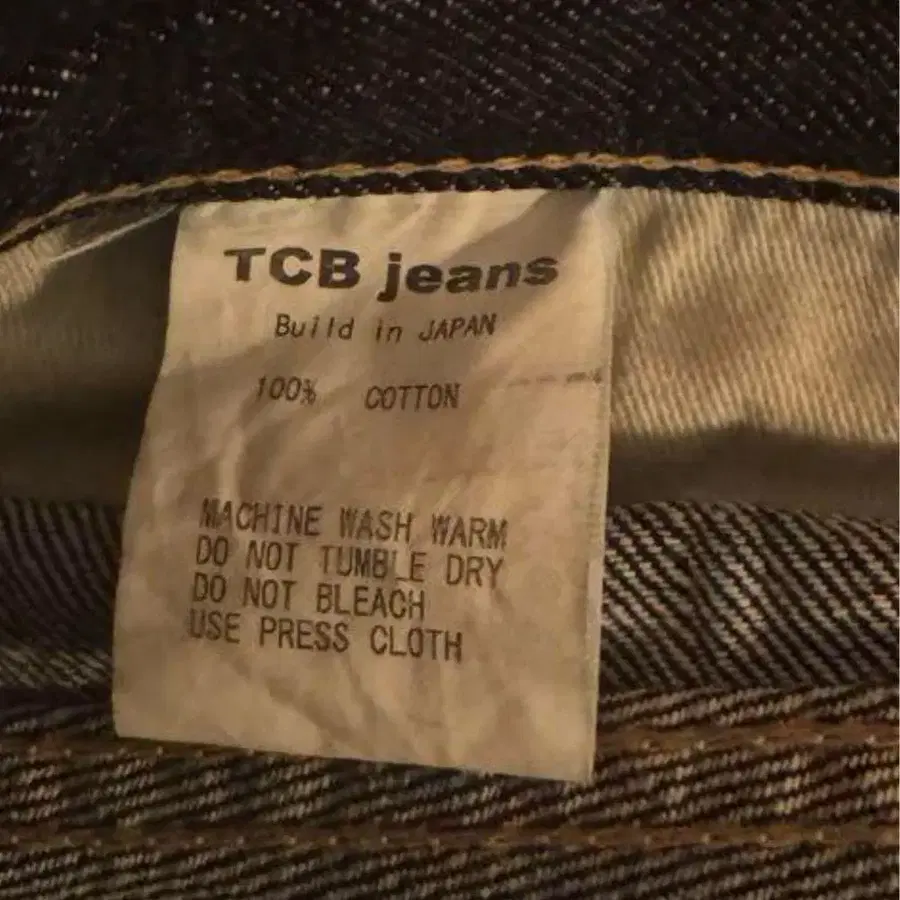 TCB jeans
Build in JAPAN
100% COTTON
MACHINE WASH WARM
DO NOT TUMBLE DRY
DO NOT BLEACH
USE PRESS CLOTH